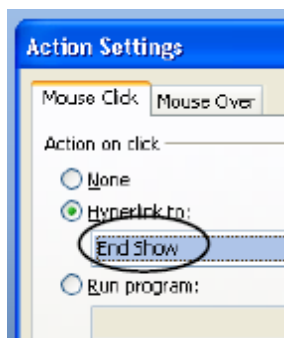 Action Settings
Mouse Click Mouse Over
Action on click
None
Hyperlink to:
End Show
Run program: